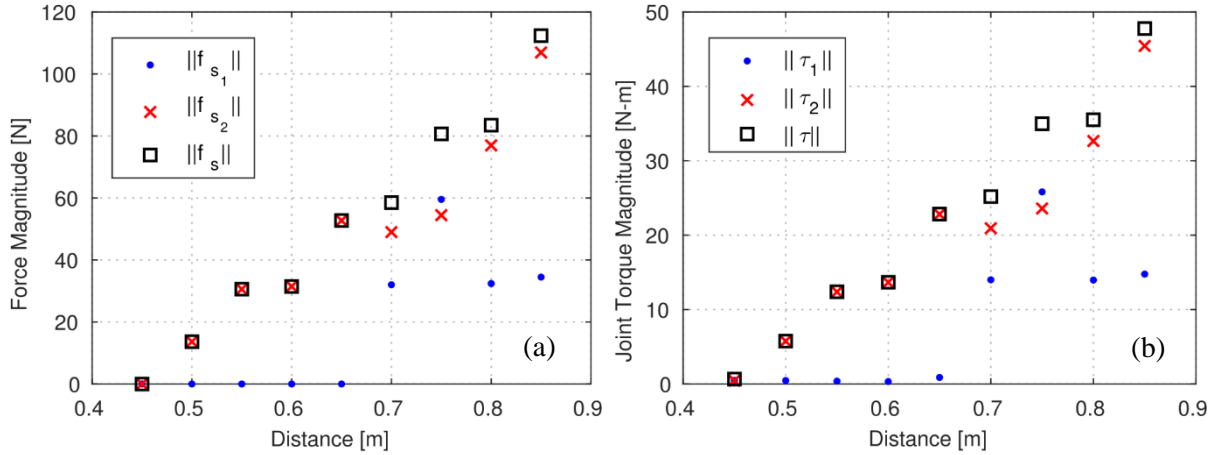 120
100
80
60
40
20
0
0.4 0.5 0.6 0.7 0.8 0.9
Force Magnitude [N]
Distance [m]
||f s1||
||f s2||
||f s||
(a)
50
40
30
20
10
0
0.4 0.5 0.6 0.7 0.8 0.9
Joint Torque Magnitude [N-m]
Distance [m]
|| τ1||
|| τ2||
|| τ||
(b)